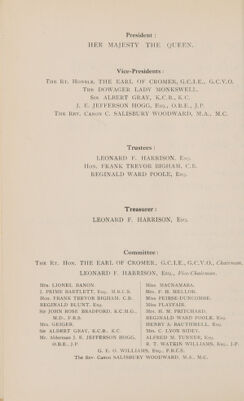 President:
HER MAJESTY THE QUEEN.
Vice-Presidents:
The Rt. Honble. THE EARL OF CROMER, G.C.I.E., G.C.V.O.
The DOWAGER LADY MONKSWELL.
Sir ALBERT GRAY, K.C.B., K.C.
J. E. JEFFERSON HOGG, Esq., O.B.E., J.P.
The Rev. Canon C. SALISBURY WOODWARD, M.A., M.C.
Trustees:
LEONARD F. HARRISON, Esq.
Hon. FRANK TREVOR BIGHAM, C.B.
REGINALD WARD POOLE, Esq.
Treasurer:
LEONARD F. HARRISON, Esq.
Committee:
The Rt. Hon. THE EARL OF CROMER, G.C.I.E., G.C.V.O., Chairman.
LEONARD F. HARRISON, Esq., Vice-Chairman.
Mrs. LIONEL BANON
J. PRIME BARTLETT, Esq.
Hon. FRANK TREVOR BIGHAM, C.B.
REGINALD BLUNT, Esq.
Sir JOHN ROSE BRADFORD, K.C.M.G.,
M.D., F.R.S.
Mrs. GEIGER.
Sir ALBERT GRAY, K.C.B., K.C.
Mr. Alderman J. E. JEFFERSON HOGG,
O.B.E., J.P.
Miss MACNAMARA.
Mrs. F. H. MELLOR.
Mrs. PEIRSE-DUNCOMBE.
Miss PLAYFAIR.
Mrs. H. M. PRITCHARD.
REGINALD WARD POOLE, Esq.
HENRY A. Esq.
Mrs. C. LYON SIDEY.
ALFRED M. TURNER, Esq.
R. T. WATKIN WILLIAMS, Esq., J.P.
G. E. O. WILLIAMS, Esq., F.R.C.S.
The Rev. Canon SALISBURY WOODWARD, M.A., M.C.